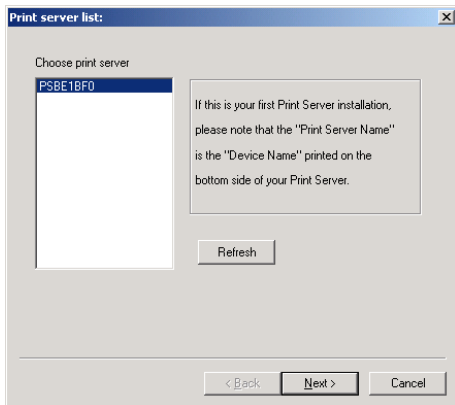 Print server list:
Choose print server
PSBE1BF0
If this is your first Print Server installation,
please note that the "Print Server Name"
is the "Device Name" printed on the
bottom side of your Print Server.
Refresh
< Back
Next >
Cancel